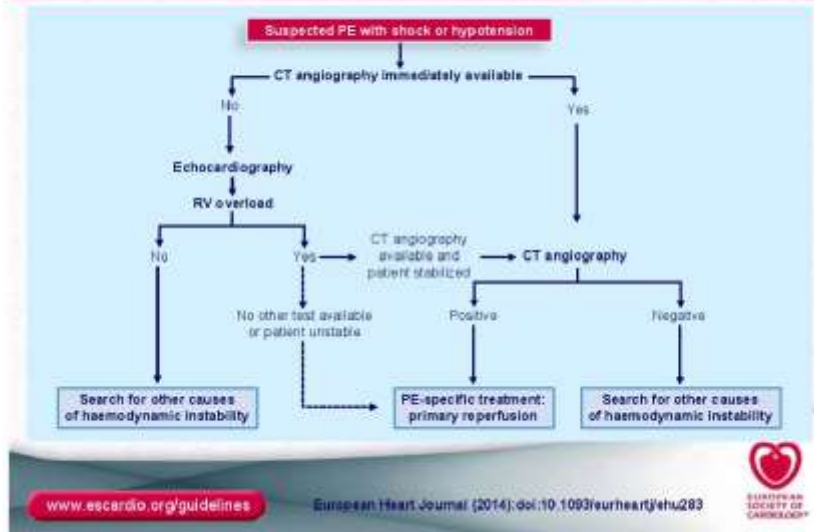 Suspected PE with shock or hypotension
CT angiography immediately available
No
Yes
Echocardiography
RV overload
No
Yes
CT angiography
available and
patient stabilized
CT angiography
No other test available
or patient unstable
Positive
Negative
Search for other causes
of haemodynamic instability
PE-specific treatment:
primary reperfusion
Search for other causes
of haemodynamic instability
www.escardio.org/guidelines
European Heart Journal (2014):doi:10.1093/eurheartj/ehu283
EUROPEAN
SOCIETY OF
CARDIOLOGY®